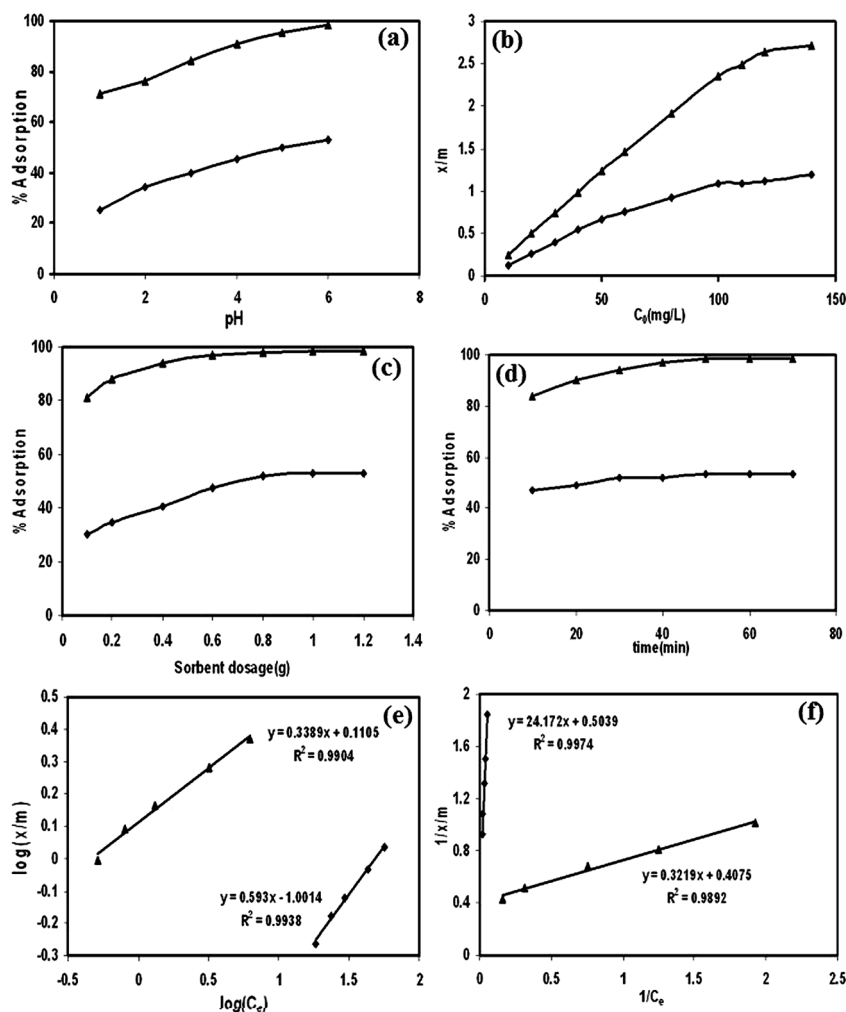 (a)
% Adsorption
100
80
60
40
20
0
0 2 4 6 8
pH
(b)
x/m
3
2.5
2
1.5
1
0.5
0
0 50 100 150
C₀(mg/L)
(c)
% Adsorption
100
80
60
40
20
0
0 0.2 0.4 0.6 0.8 1 1.2 1.4
Sorbent dosage(g)
(d)
% Adsorption
100
80
60
40
20
0
0 20 40 60 80
time(min)
(e)
log(x/m)
0.5
0.4
0.3
0.2
0.1
0
-0.1
-0.2
-0.3
y = 0.3389x + 0.1105
R² = 0.9904
y = 0.593x - 1.0014
R² = 0.9938
-0.5 0 0.5 1 1.5 2
log(Cₑ)
(f)
1/x/m
2
1.6
1.2
0.8
0.4
0
y = 24.172x + 0.5039
R² = 0.9974
y = 0.3219x + 0.4075
R² = 0.9892
0 0.5 1 1.5 2 2.5
1/Cₑ